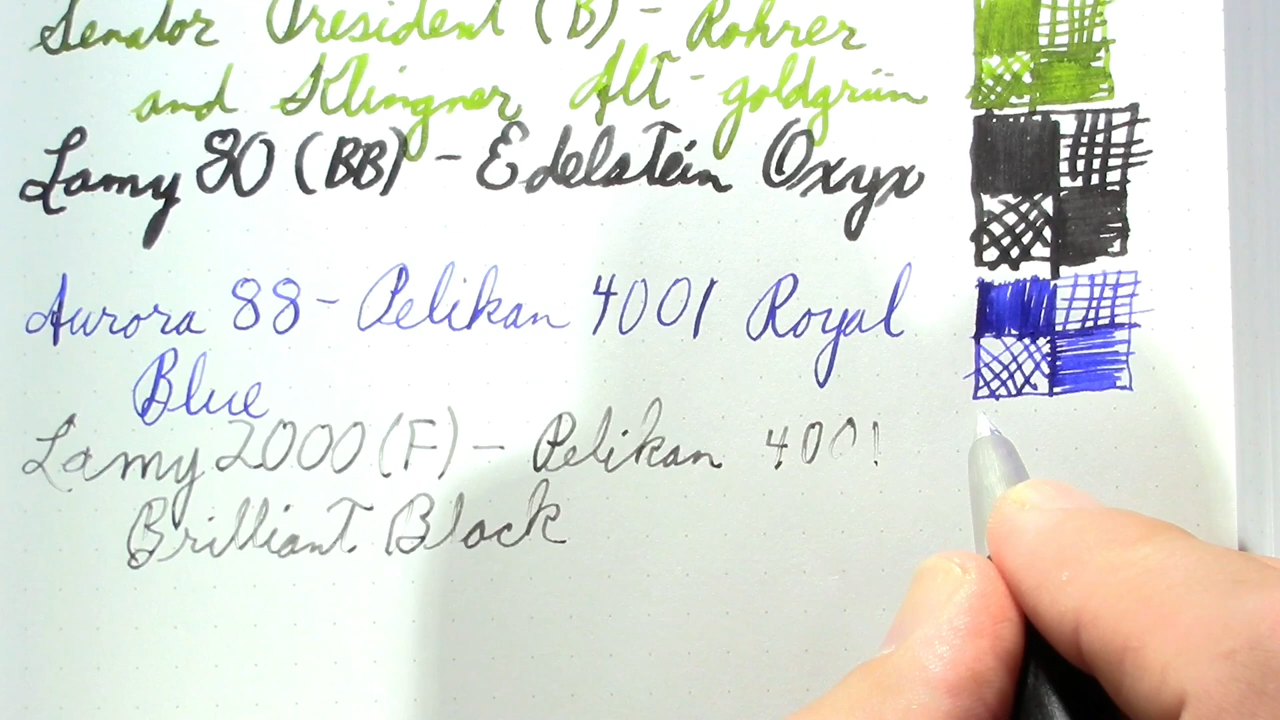 Senator President (B) - Rohrer
and Klingner Alt-goldgrün
Lamy 80 (BB) - Edelstein Oxyx
Aurora 88 - Pelikan 4001 Royal
Blue
Lamy 2000 (F) - Pelikan 4001
Brilliant Black